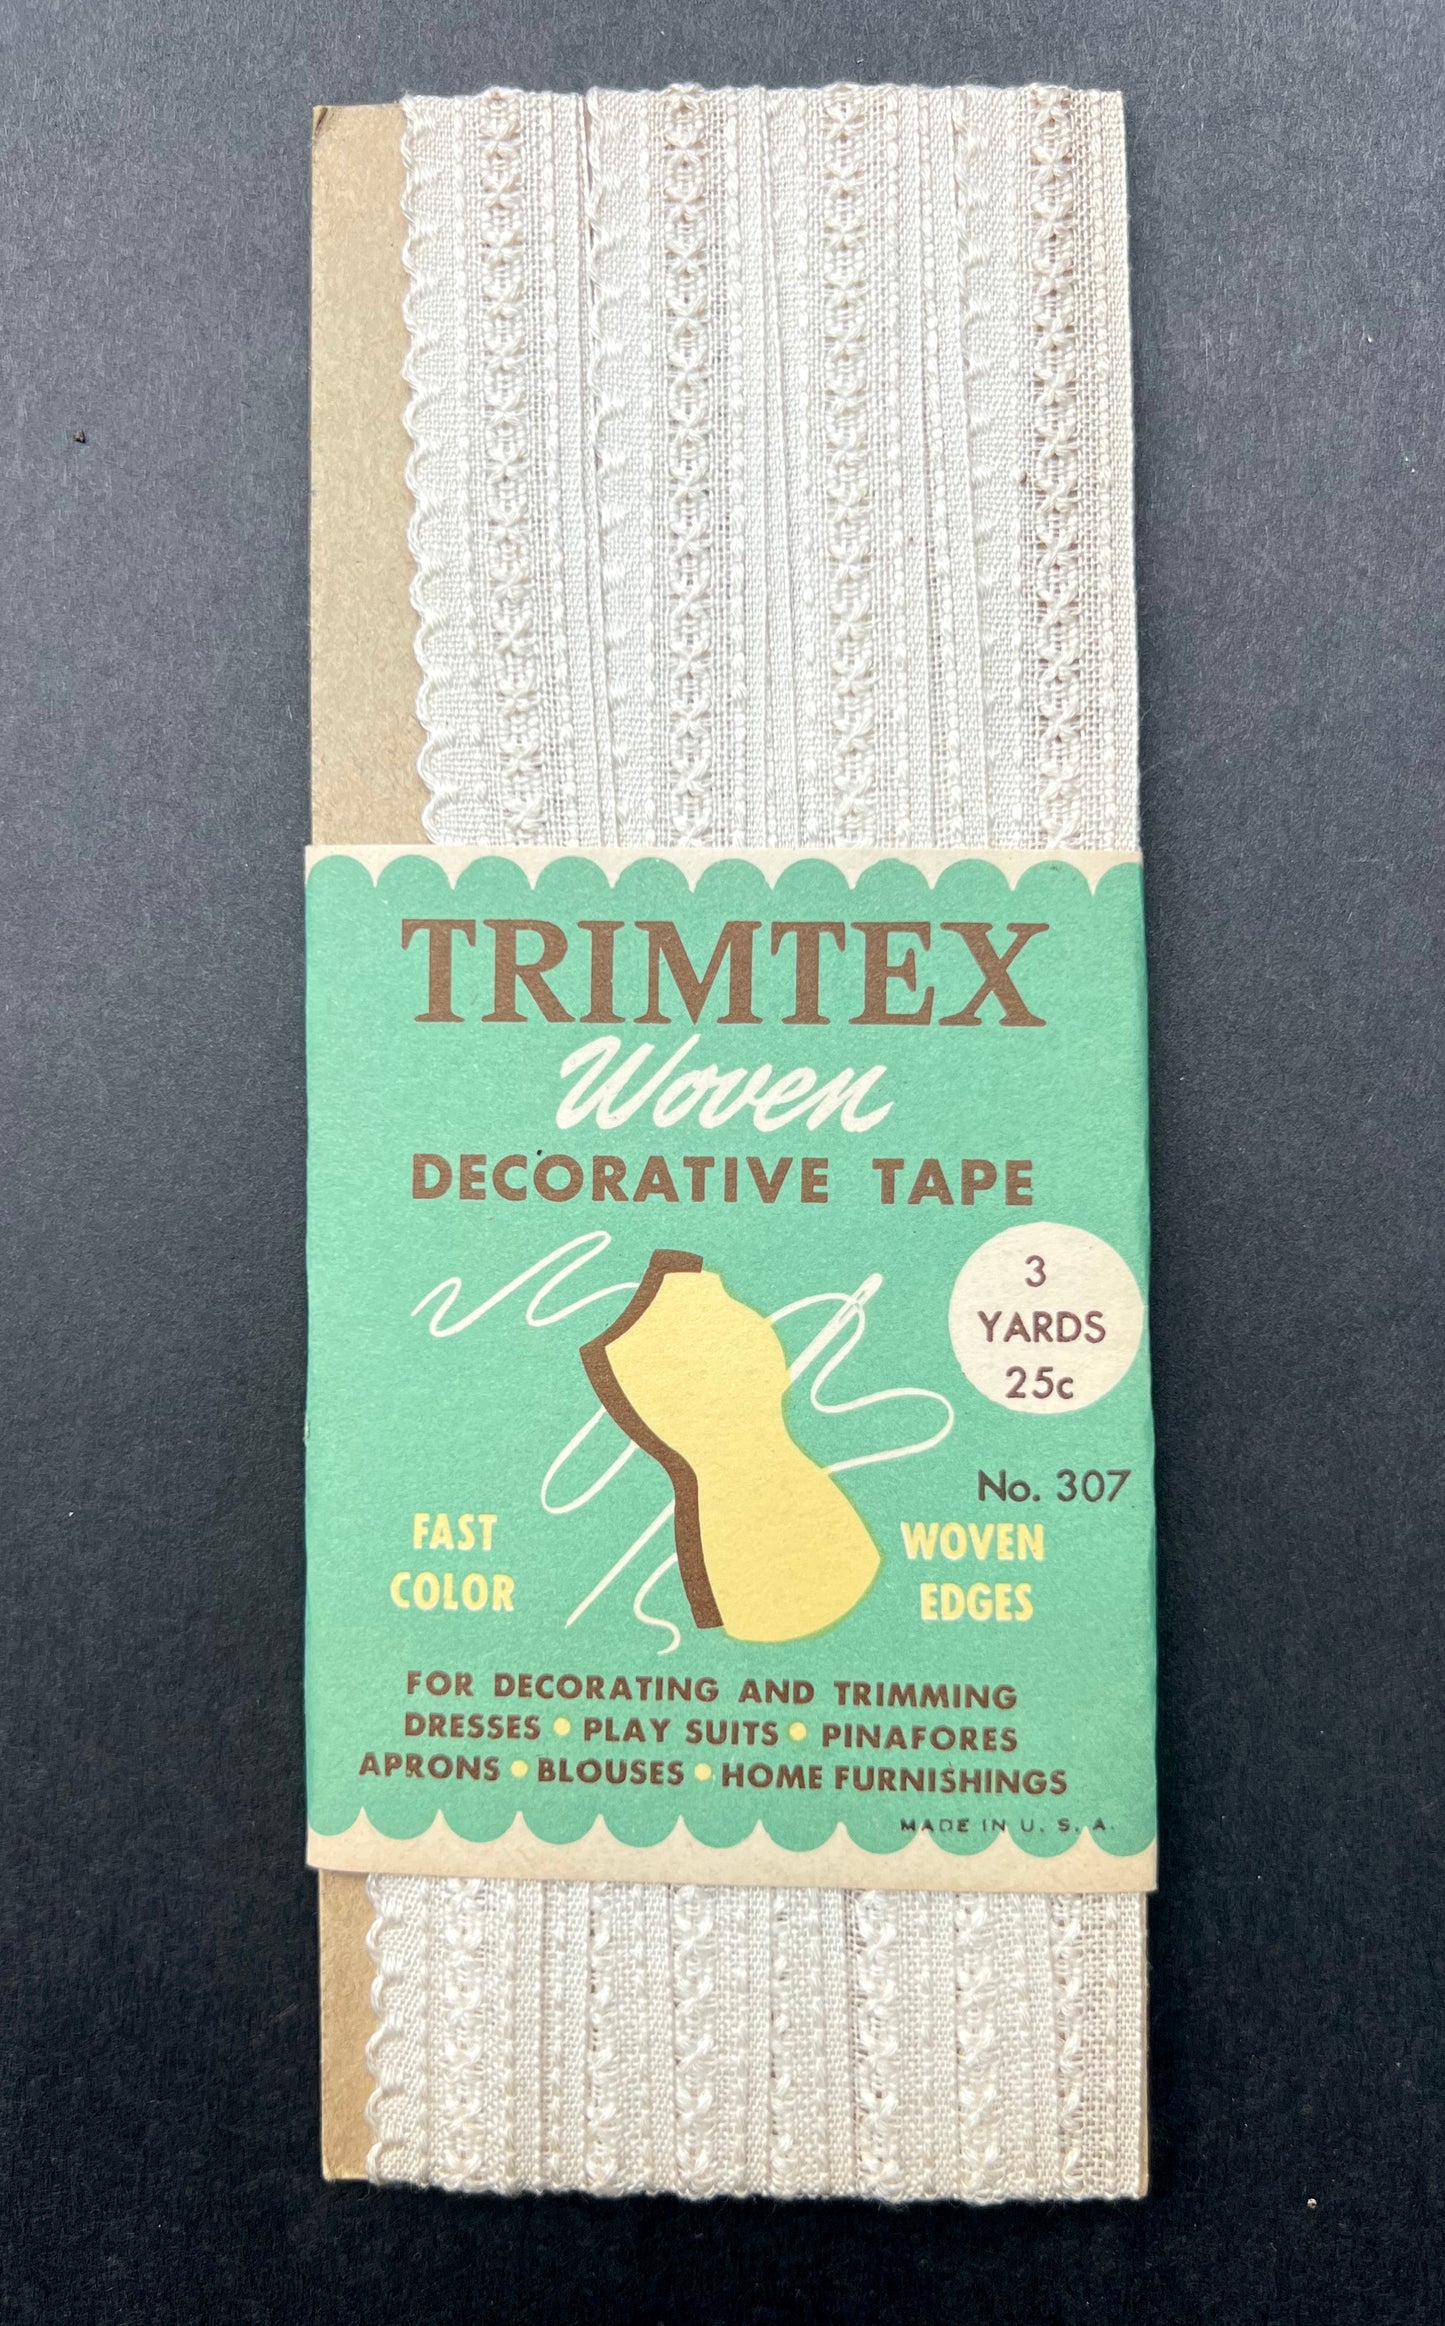 TRIMTEX
Woven
DECORATIVE TAPE
3
YARDS
25c
No. 307
FAST
COLOR
WOVEN
EDGES
FOR DECORATING AND TRIMMING
DRESSES • PLAY SUITS • PINAFORES
APRONS • BLOUSES • HOME FURNISHINGS
MADE IN U. S. A.